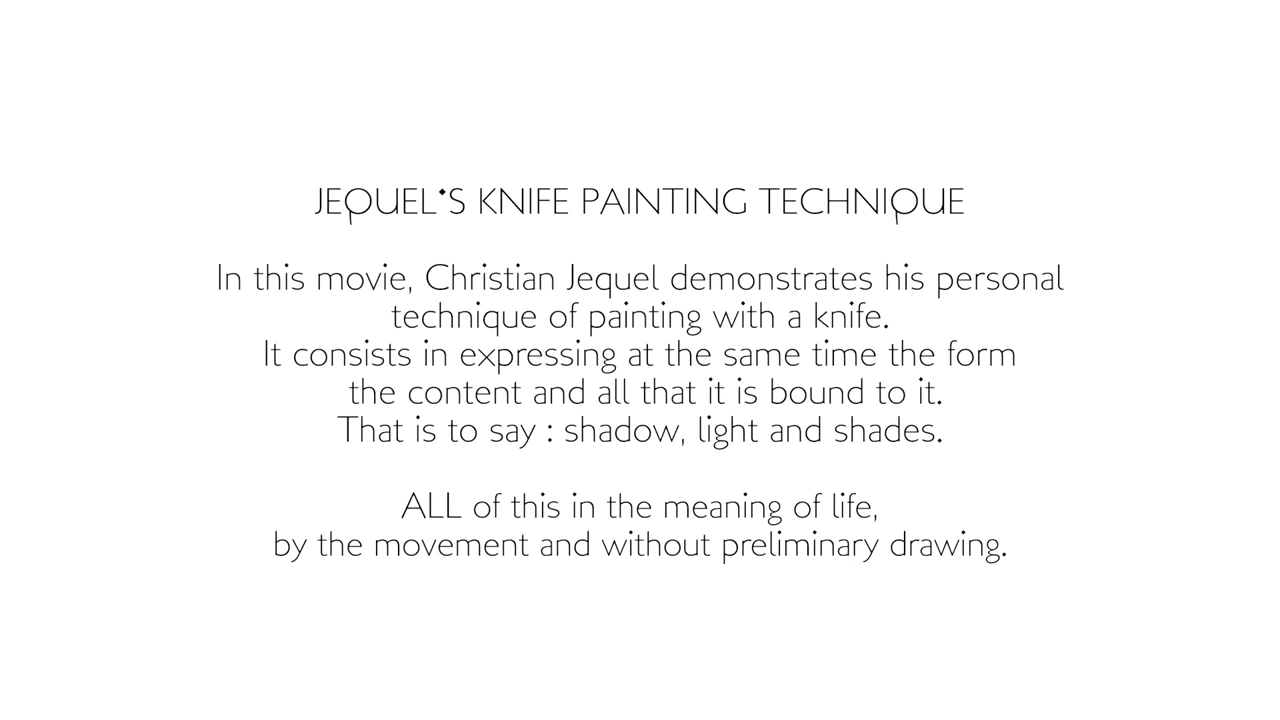 JEQUEL'S KNIFE PAINTING TECHNIQUE
In this movie, Christian Jequel demonstrates his personal
technique of painting with a knife.
It consists in expressing at the same time the form
the content and all that it is bound to it.
That is to say : shadow, light and shades.
ALL of this in the meaning of life,
by the movement and without preliminary drawing.